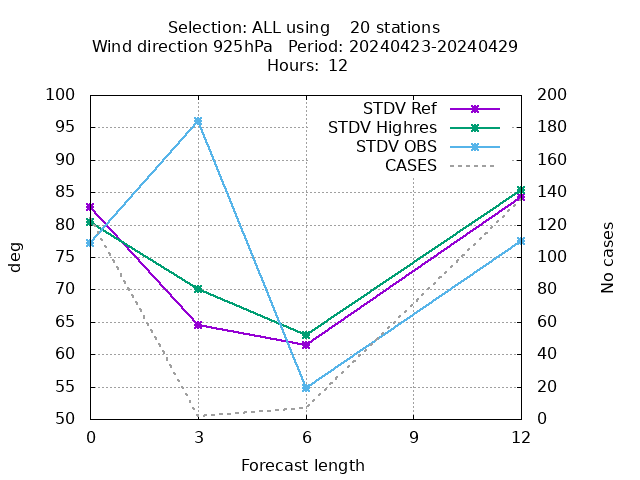 Selection: ALL using    20 stations
Wind direction 925hPa   Period: 20240423-20240429
Hours: 12
STDV Ref
STDV Highres
STDV OBS
CASES
deg
100
95
90
85
80
75
70
65
60
55
50
200
180
160
140
120
100
80
60
40
20
0
No cases
0 3 6 9 12
Forecast length